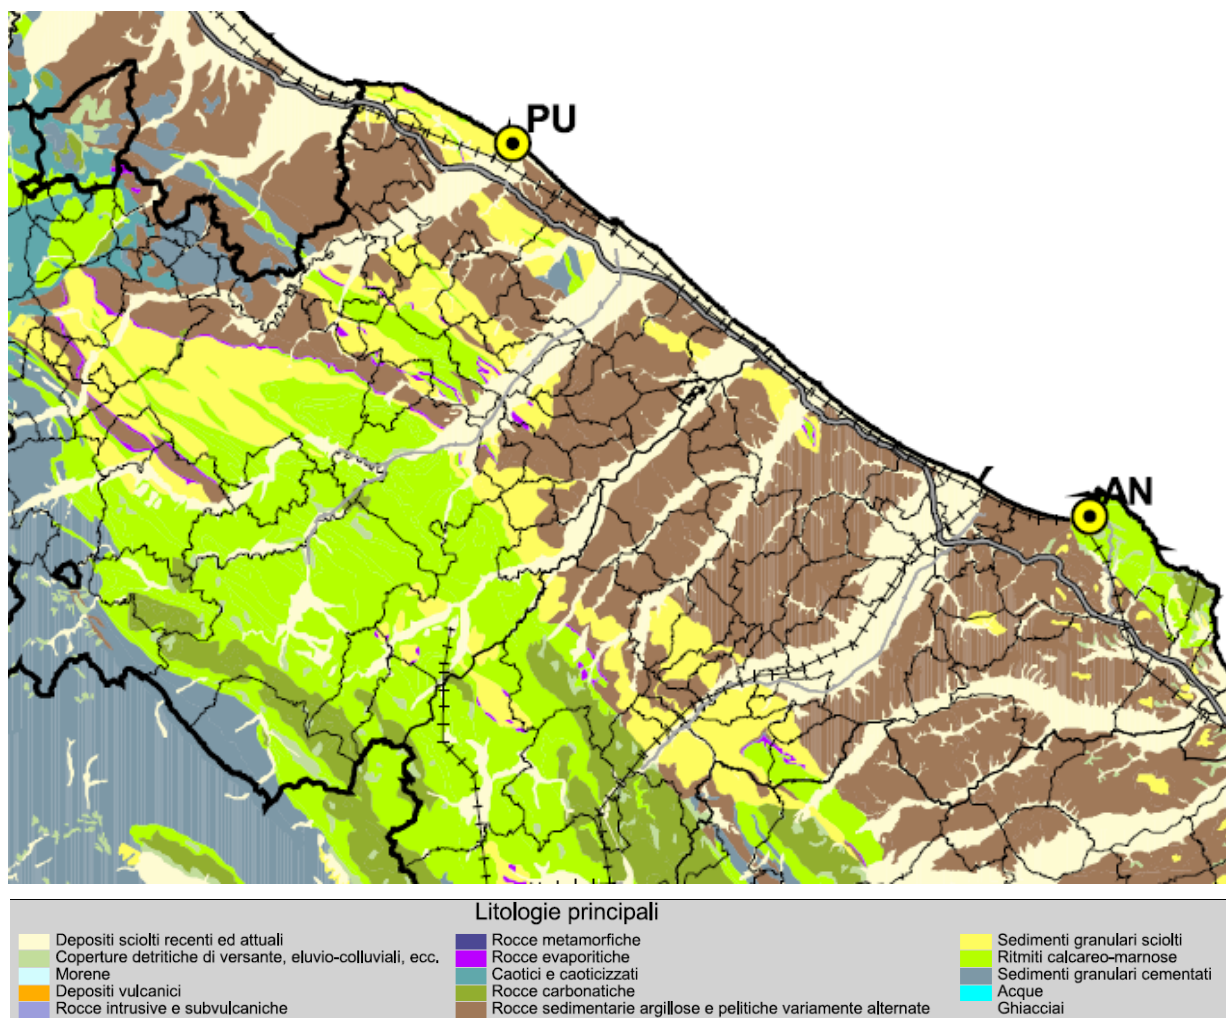 PU
AN
Litologie principali
Depositi sciolti recenti ed attuali
Coperture detritiche di versante, eluvio-colluviali, ecc.
Morene
Depositi vulcanici
Rocce intrusive e subvulcaniche
Rocce metamorfiche
Rocce evaporitiche
Caotici e caoticizzati
Rocce carbonatiche
Rocce sedimentarie argillose e pelitiche variamente alternate
Sedimenti granulari sciolti
Ritmiti calcareo-marnose
Sedimenti granulari cementati
Acque
Ghiacciai